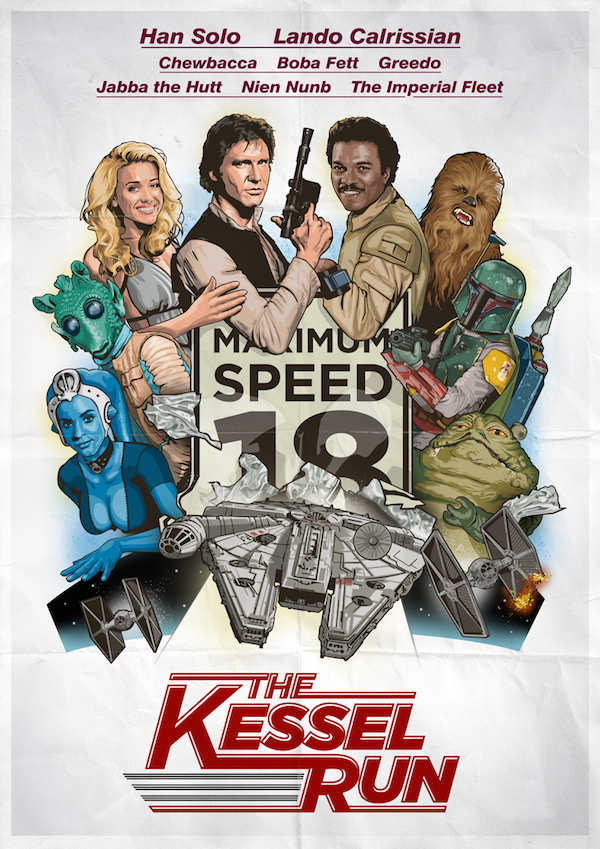 Han Solo Lando Calrissian
Chewbacca Boba Fett Greedo
Jabba the Hutt Nien Nunb The Imperial Fleet
MAXIMUM
SPEED
18
THE
KESSEL
RUN